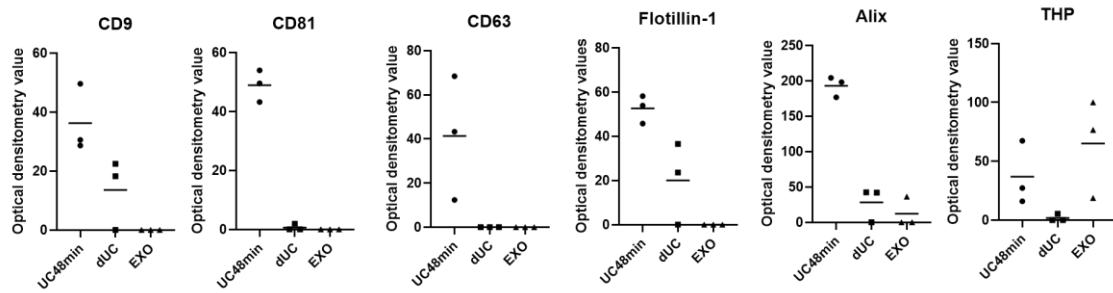 CD9
Optical densitometry value
60
40
20
0
UC48min
dUC
EXO
CD81
Optical densitometry value
60
40
20
0
UC48min
dUC
EXO
CD63
Optical densitometry value
80
60
40
20
0
UC48min
dUC
EXO
Flotillin-1
Optical densitometry values
80
60
40
20
0
UC48min
dUC
EXO
Alix
Optical densitometry value
250
200
150
100
50
0
UC48min
dUC
EXO
THP
Optical densitometry value
150
100
50
0
UC48min
dUC
EXO